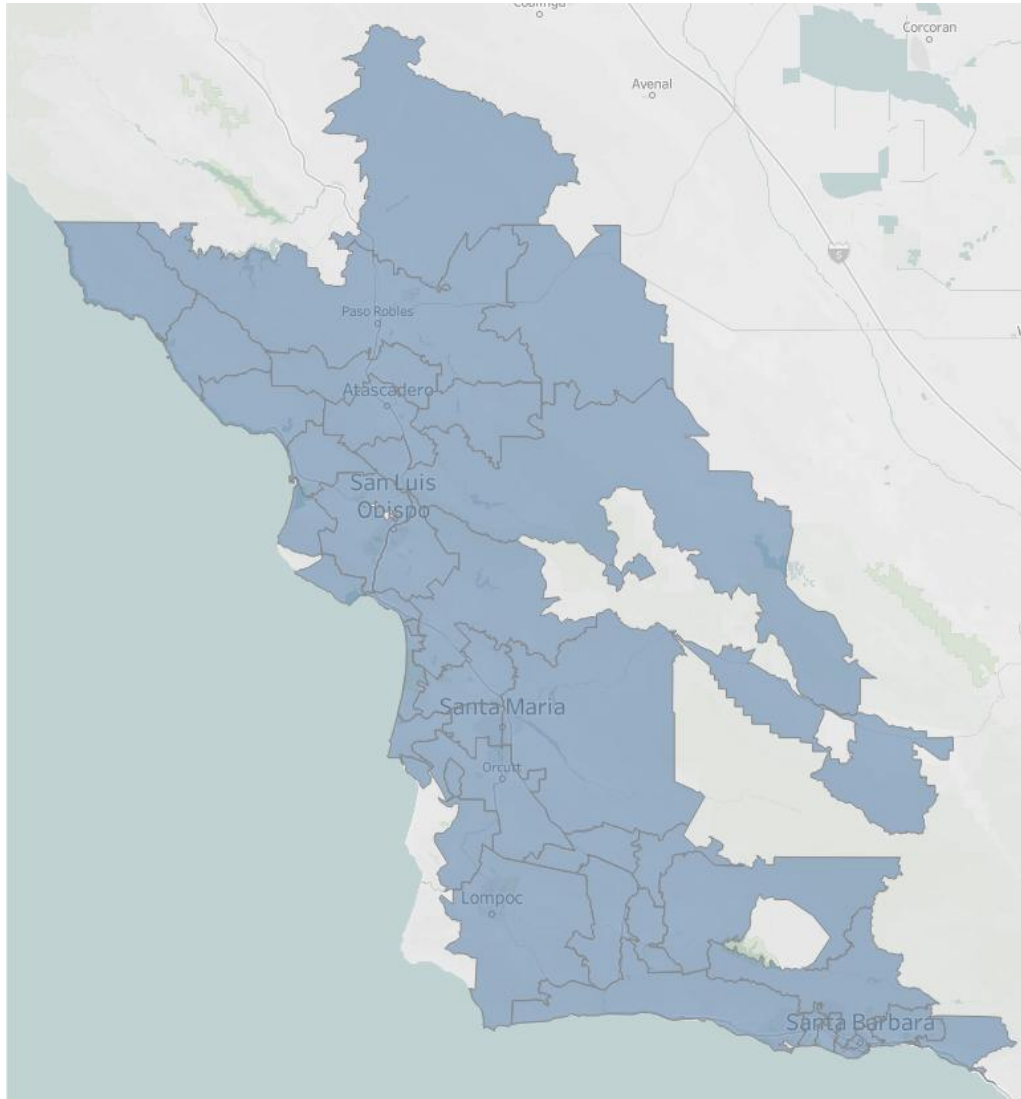 Corcoran
Avenal
5
Paso Robles
Atascadero
San Luis
Obispo
Santa Maria
Orcutt
Lompoc
Santa Barbara